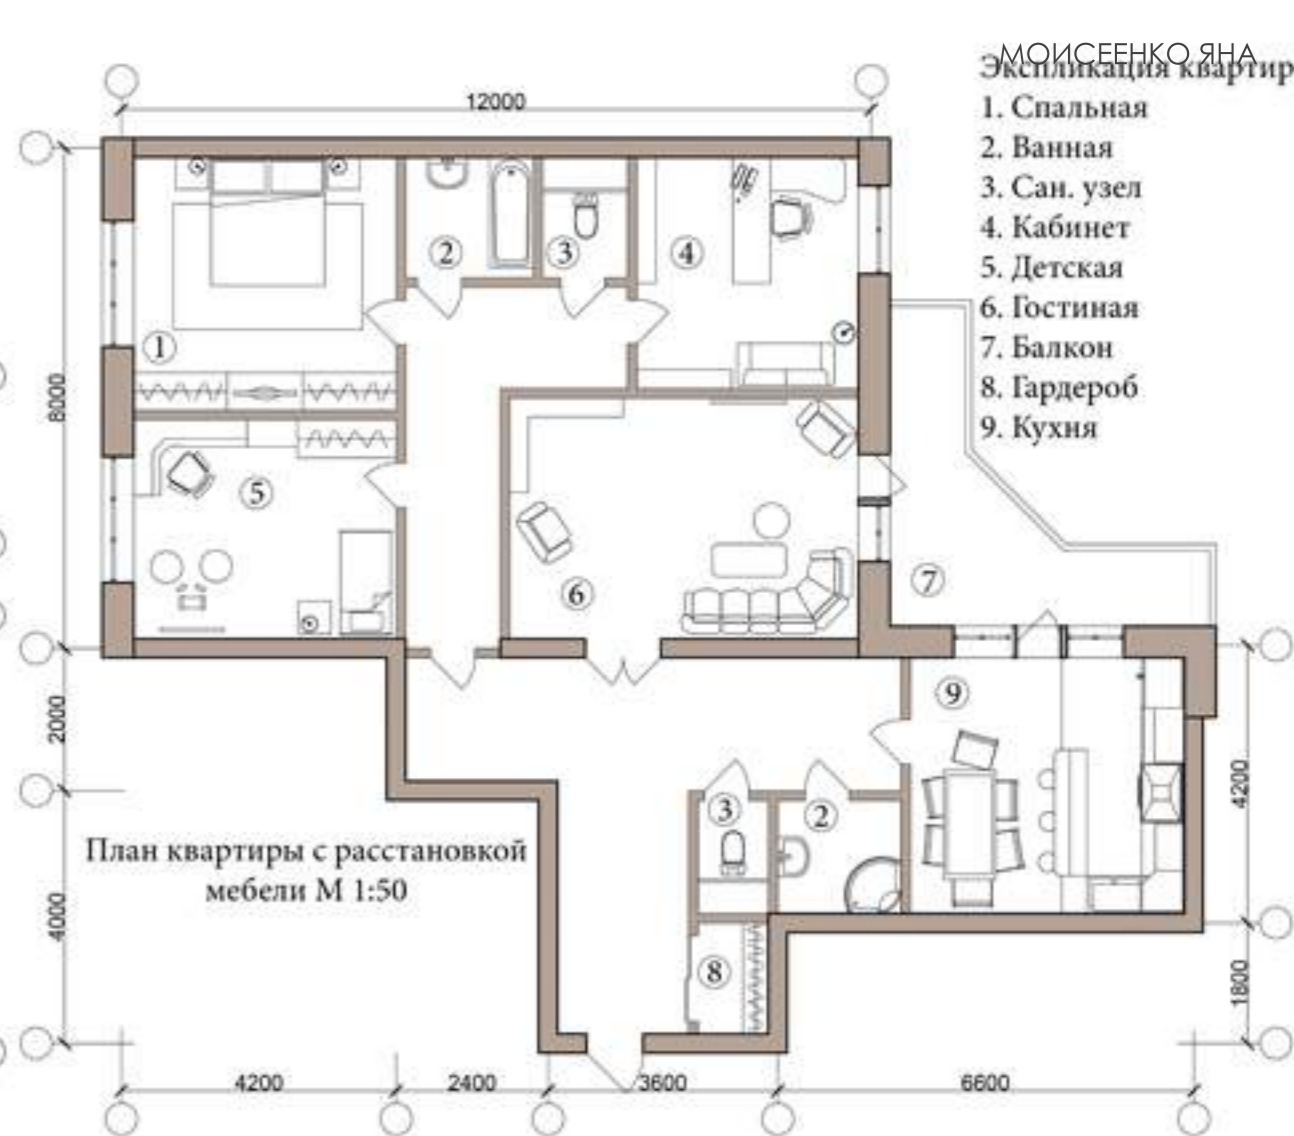 МОИСЕЕНКО ЯНА
Экспликация квартир
1. Спальная
2. Ванная
3. Сан. узел
4. Кабинет
5. Детская
6. Гостиная
7. Балкон
8. Гардероб
9. Кухня
12000
8000
2000
4000
1
2
3
4
5
6
7
9
3
2
8
План квартиры с расстановкой
мебели М 1:50
4200
1800
4200
2400
3600
6600